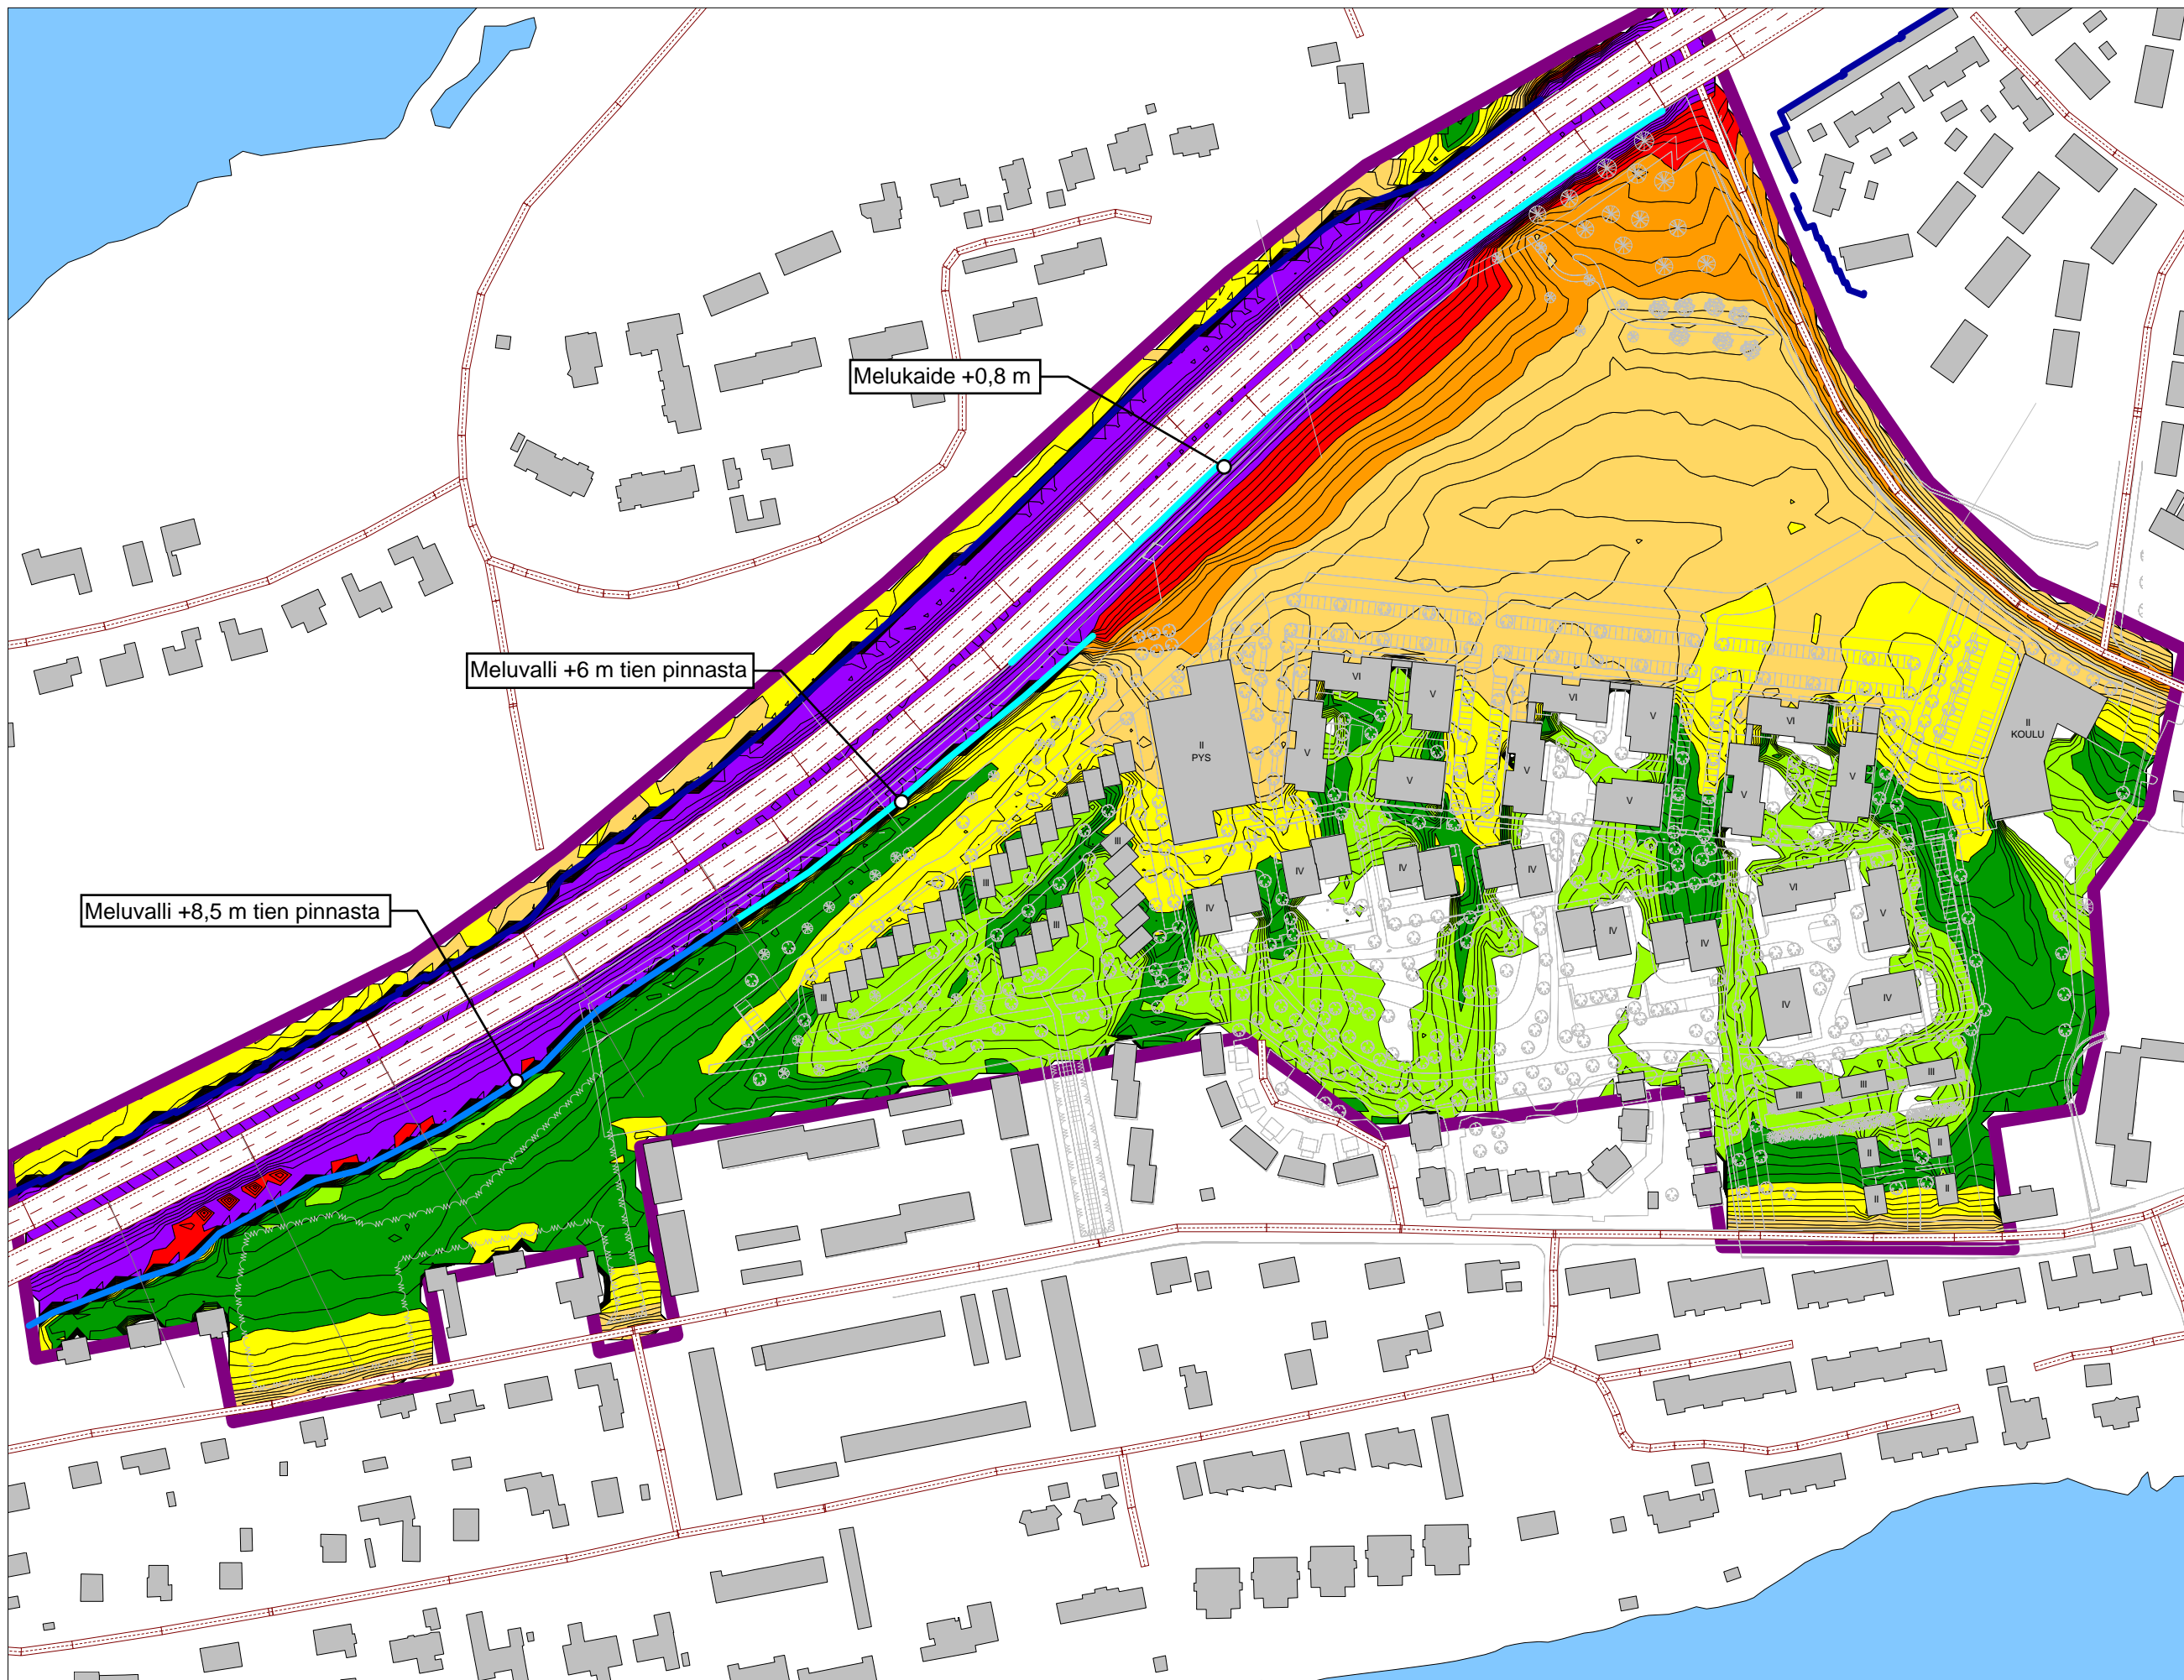 Melukaide +0,8 m
Meluvalli +6 m tien pinnasta
Meluvalli +8,5 m tien pinnasta
VI
V
VI
V
VI
II
KOULU
II
PYS
V
V
V
V
V
V
V
III
III
III
III
IV
IV
IV
IV
VI
V
IV
IV
IV
IV
III
III
III
II
II
II
II